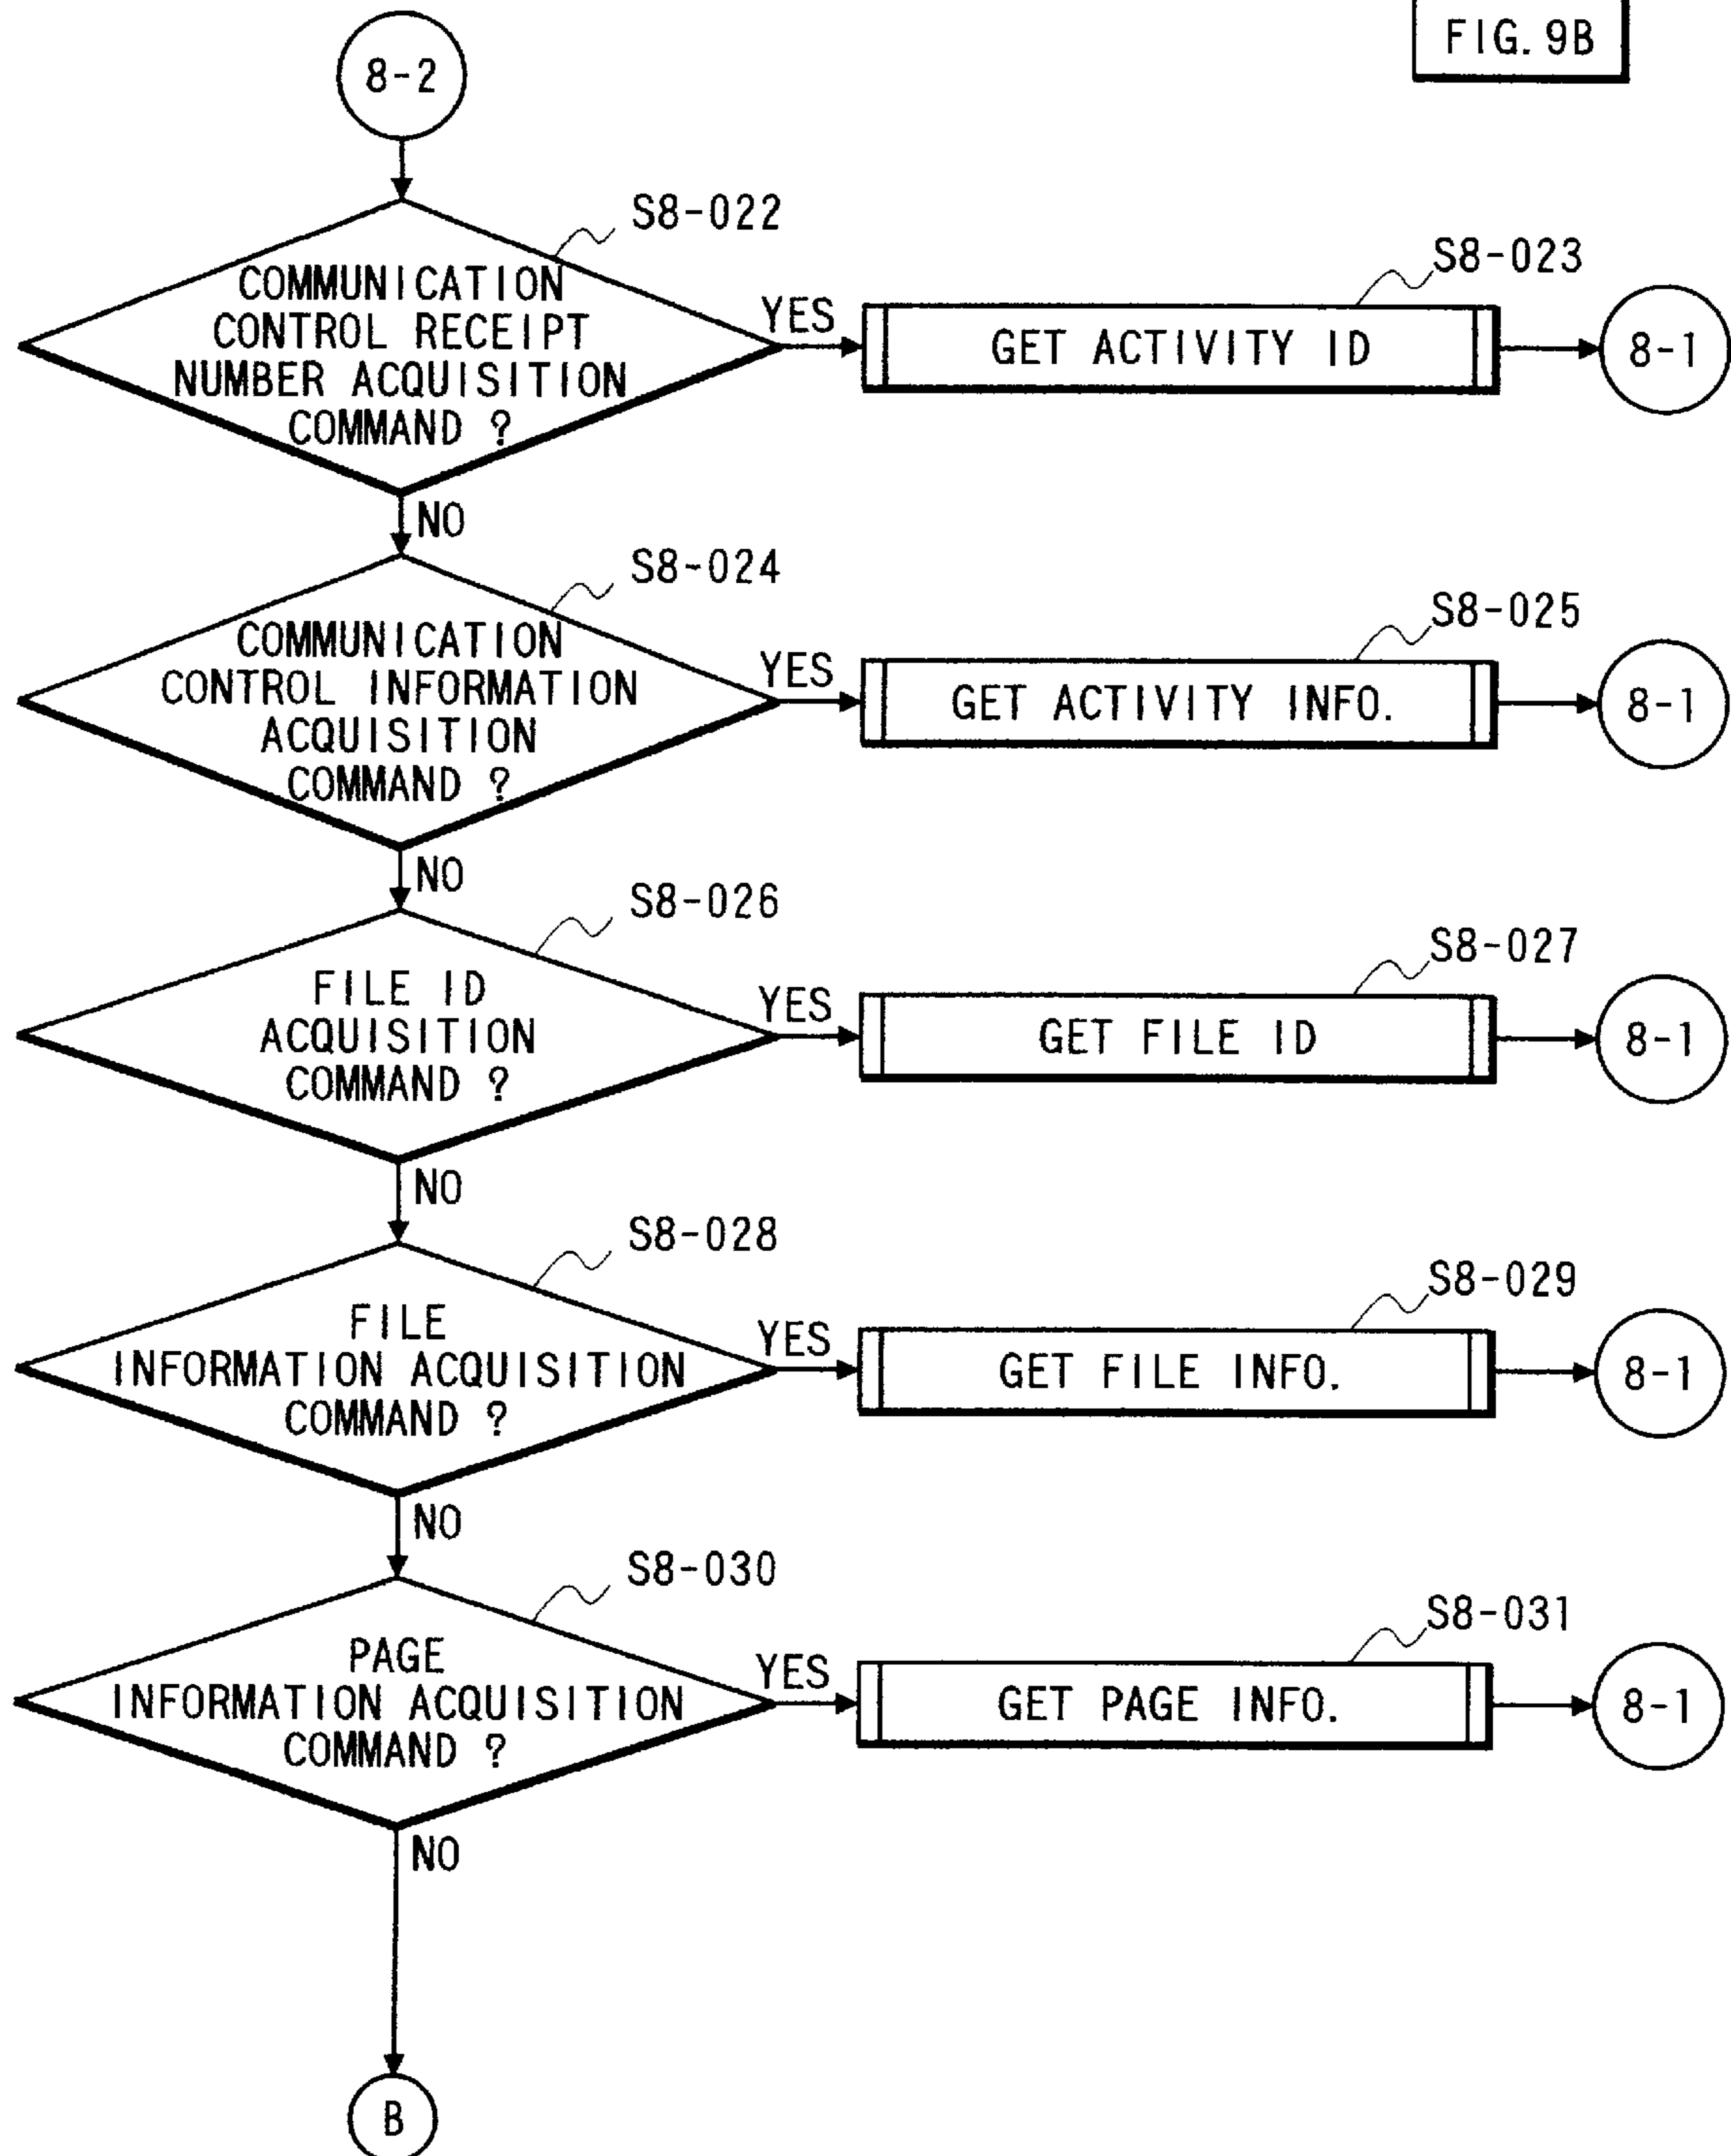 FIG. 9B
8-2
S8-022
COMMUNICATION
CONTROL RECEIPT
NUMBER ACQUISITION
COMMAND ?
YES
S8-023
GET ACTIVITY ID
8-1
NO
S8-024
COMMUNICATION
CONTROL INFORMATION
ACQUISITION
COMMAND ?
YES
S8-025
GET ACTIVITY INFO.
8-1
NO
S8-026
FILE ID
ACQUISITION
COMMAND ?
YES
S8-027
GET FILE ID
8-1
NO
S8-028
FILE
INFORMATION ACQUISITION
COMMAND ?
YES
S8-029
GET FILE INFO.
8-1
NO
S8-030
PAGE
INFORMATION ACQUISITION
COMMAND ?
YES
S8-031
GET PAGE INFO.
8-1
NO
B